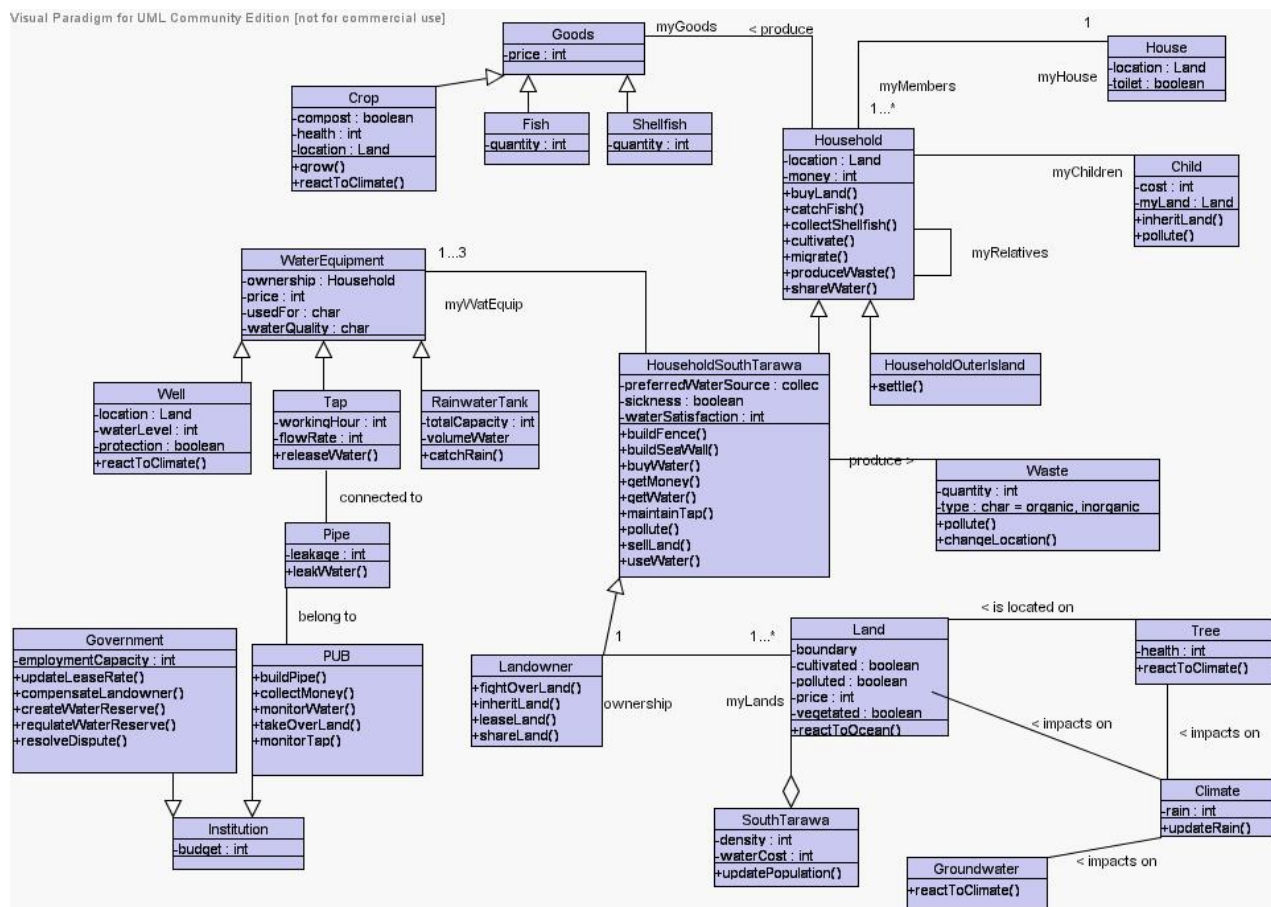 Visual Paradigm for UML Community Edition [not for commercial use]
Goods
-price : int
myGoods
< produce
1
House
-location : Land
-toilet : boolean
myHouse
myMembers
1...*
Crop
-compost : boolean
-health : int
-location : Land
+grow()
+reactToClimate()
Fish
-quantity : int
Shellfish
-quantity : int
Household
-location : Land
-money : int
+buyLand()
+catchFish()
+collectShellfish()
+cultivate()
+migrate()
+produceWaste()
+shareWater()
myChildren
Child
-cost : int
-myLand : Land
+inheritLand()
+pollute()
myRelatives
WaterEquipment
-ownership : Household
-price : int
-usedFor : char
-waterQuality : char
1...3
myWatEquip
Well
-location : Land
-waterLevel : int
-protection : boolean
+reactToClimate()
Tap
-workingHour : int
-flowRate : int
+releaseWater()
RainwaterTank
-totalCapacity : int
-volumeWater
+catchRain()
HouseholdSouthTarawa
-preferredWaterSource : collec
-sickness : boolean
-waterSatisfaction : int
+buildFence()
+buildSeaWall()
+buyWater()
+getMoney()
+getWater()
+maintainTap()
+pollute()
+sellLand()
+useWater()
HouseholdOuterIsland
+settle()
produce >
Waste
-quantity : int
-type : char = organic, inorganic
+pollute()
+changeLocation()
connected to
Pipe
-leakage : int
+leakWater()
belong to
Government
-employmentCapacity : int
+updateLeaseRate()
+compensateLandowner()
+createWaterReserve()
+regulateWaterReserve()
+resolveDispute()
PUB
+buildPipe()
+collectMoney()
+monitorWater()
+takeOverLand()
+monitorTap()
Institution
-budget : int
Landowner
+fightOverLand()
+inheritLand()
+leaseLand()
+shareLand()
1
1...*
ownership
myLands
Land
-boundary
-cultivated : boolean
-polluted : boolean
-price : int
-vegetated : boolean
+reactToOcean()
< is located on
Tree
-health : int
+reactToClimate()
< impacts on
< impacts on
Climate
-rain : int
+updateRain()
SouthTarawa
-density : int
-waterCost : int
+updatePopulation()
< impacts on
Groundwater
+reactToClimate()